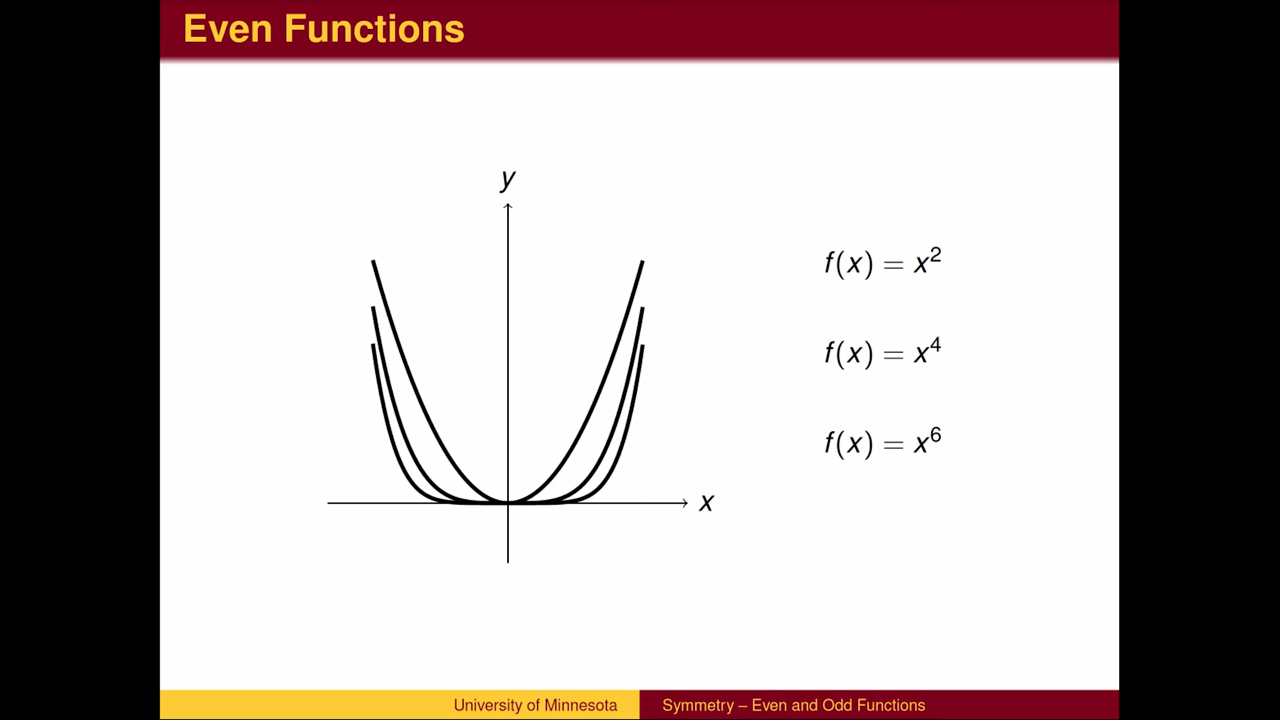 Even Functions
y
x
f(x) = x²
f(x) = x⁴
f(x) = x⁶
University of Minnesota
Symmetry – Even and Odd Functions